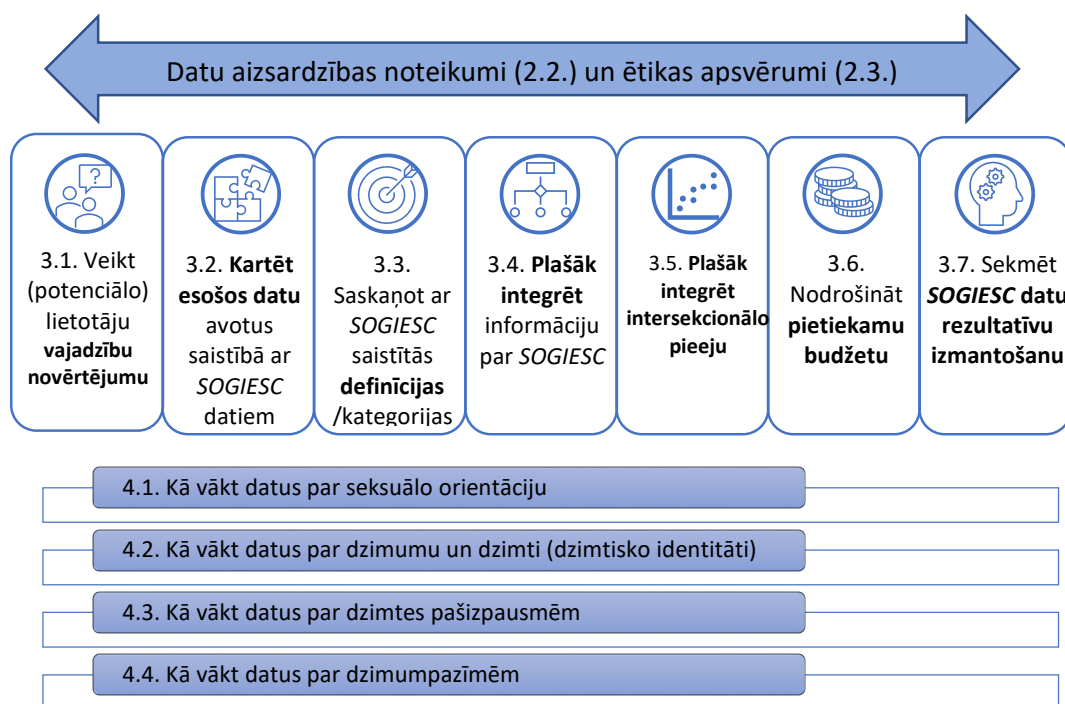 Datu aizsardzības noteikumi (2.2.) un ētikas apsvērumi (2.3.)
?
3.1. Veikt
(potenciālo)
lietotāju
vajadzību
novērtējumu
3.2. Kartēt
esošos datu
avotus
saistībā ar
SOGIESC
datiem
3.3.
Saskaņot ar
SOGIESC
saistītās
definīcijas
/kategorijas
3.4. Plašāk
integrēt
informāciju
par SOGIESC
3.5. Plašāk
integrēt
intersekcionālo
pieeju
3.6.
Nodrošināt
pietiekamu
budžetu
3.7. Sekmēt
SOGIESC datu
rezultatīvu
izmantošanu
4.1. Kā vākt datus par seksuālo orientāciju
4.2. Kā vākt datus par dzimumu un dzimti (dzimtisko identitāti)
4.3. Kā vākt datus par dzimtes pašizpausmēm
4.4. Kā vākt datus par dzimumpazīmēm